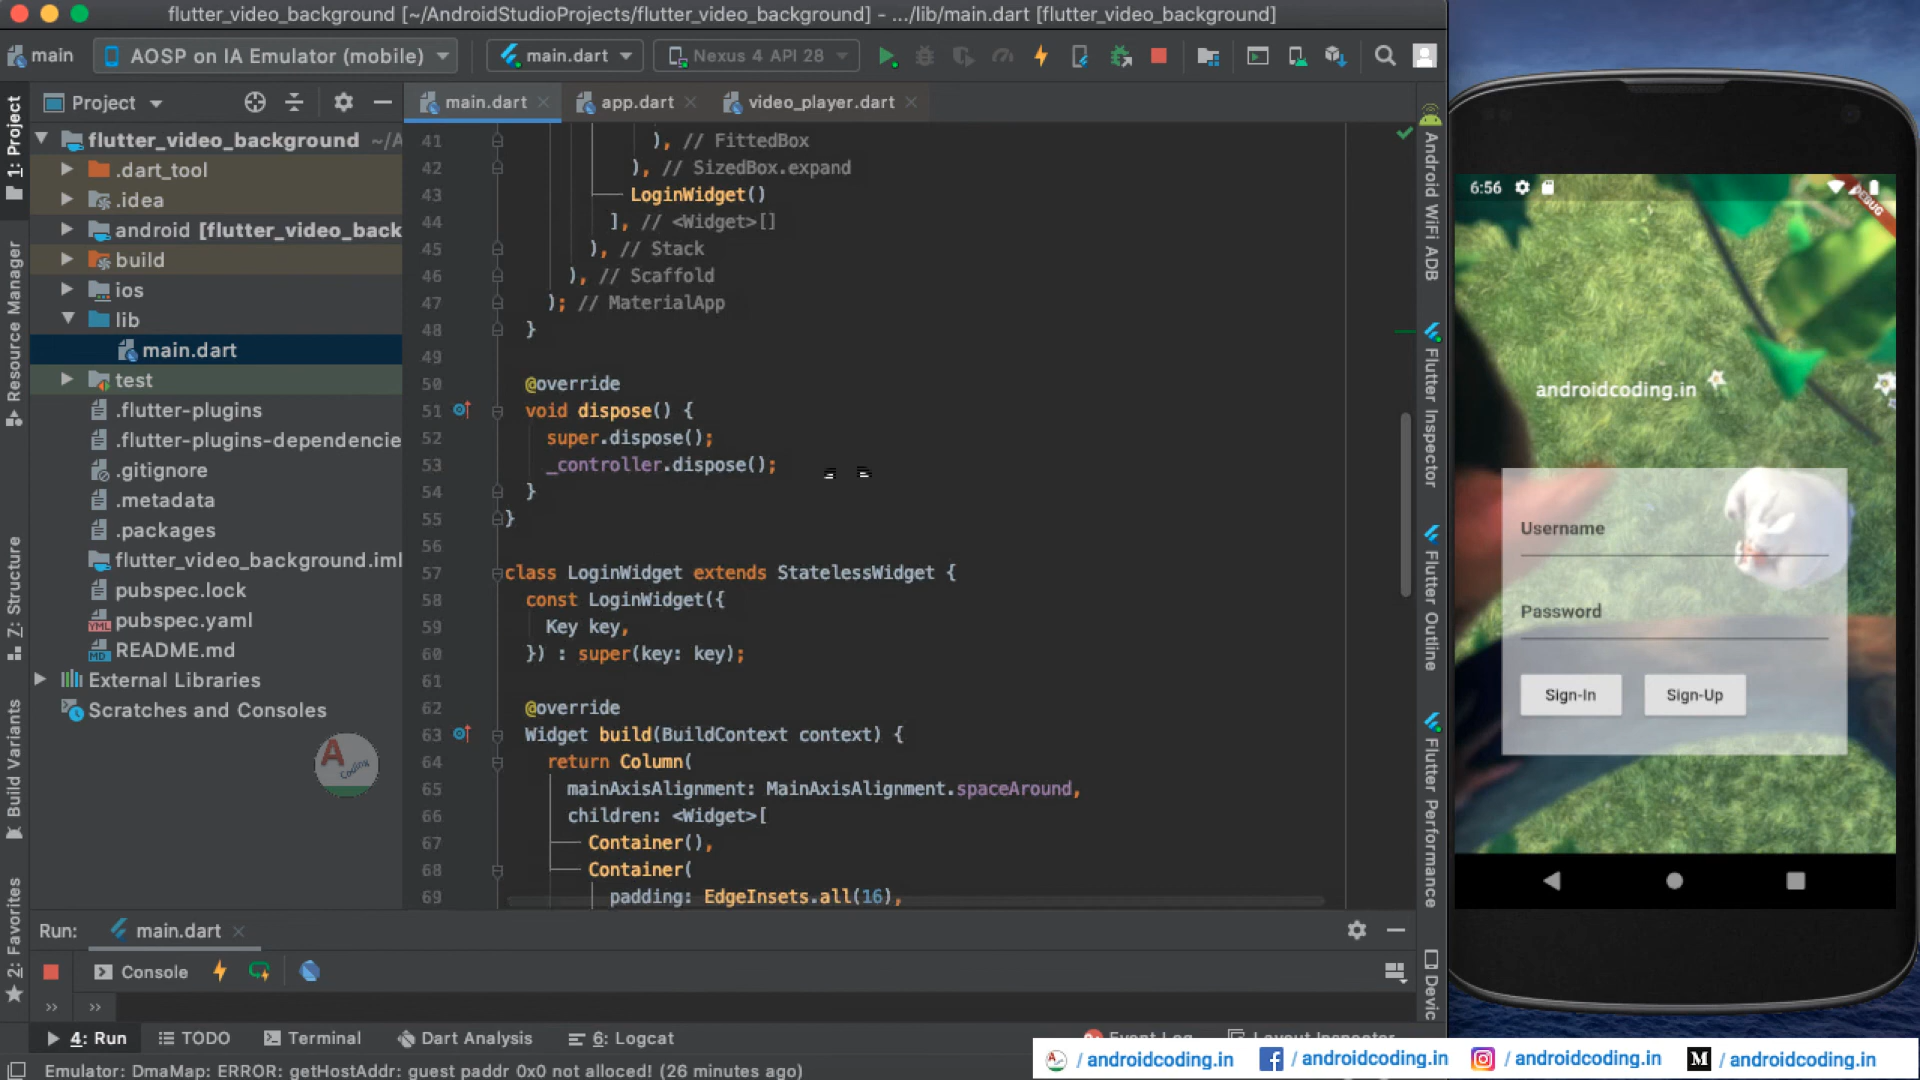 flutter_video_background [~/AndroidStudioProjects/flutter_video_background] - .../lib/main.dart [flutter_video_background]
main
AOSP on IA Emulator (mobile)
main.dart
Nexus 4 API 28
Project
main.dart
app.dart
video_player.dart
1: Project
Resource Manager
Z: Structure
Build Variants
2: Favorites
flutter_video_background ~/A
.dart_tool
.idea
android [flutter_video_back
build
ios
lib
main.dart
test
.flutter-plugins
.flutter-plugins-dependencie
.gitignore
.metadata
.packages
flutter_video_background.iml
pubspec.lock
pubspec.yaml
README.md
External Libraries
Scratches and Consoles
A
Coding
41 ), // FittedBox
42 ), // SizedBox.expand
43 LoginWidget()
44 ], // <Widget>[]
45 ), // Stack
46 ), // Scaffold
47 ); // MaterialApp
48 }
49
50 @override
51 void dispose() {
52 super.dispose();
53 _controller.dispose();
54 }
55 }
56
57 class LoginWidget extends StatelessWidget {
58 const LoginWidget({
59 Key key,
60 }) : super(key: key);
61
62 @override
63 Widget build(BuildContext context) {
64 return Column(
65 mainAxisAlignment: MainAxisAlignment.spaceAround,
66 children: <Widget>[
67 Container(),
68 Container(
69 padding: EdgeInsets.all(16),
Android WiFi ADB
Flutter Inspector
Flutter Outline
Flutter Performance
Devic
6:56
DEBUG
androidcoding.in
Username
Password
Sign-In
Sign-Up
Run:
main.dart
Console
4: Run
TODO
Terminal
Dart Analysis
6: Logcat
Event Log
Layout Inspector
Emulator: DmaMap: ERROR: getHostAddr: guest paddr 0x0 not alloced! (26 minutes ago)
/ androidcoding.in
/ androidcoding.in
/ androidcoding.in
/ androidcoding.in